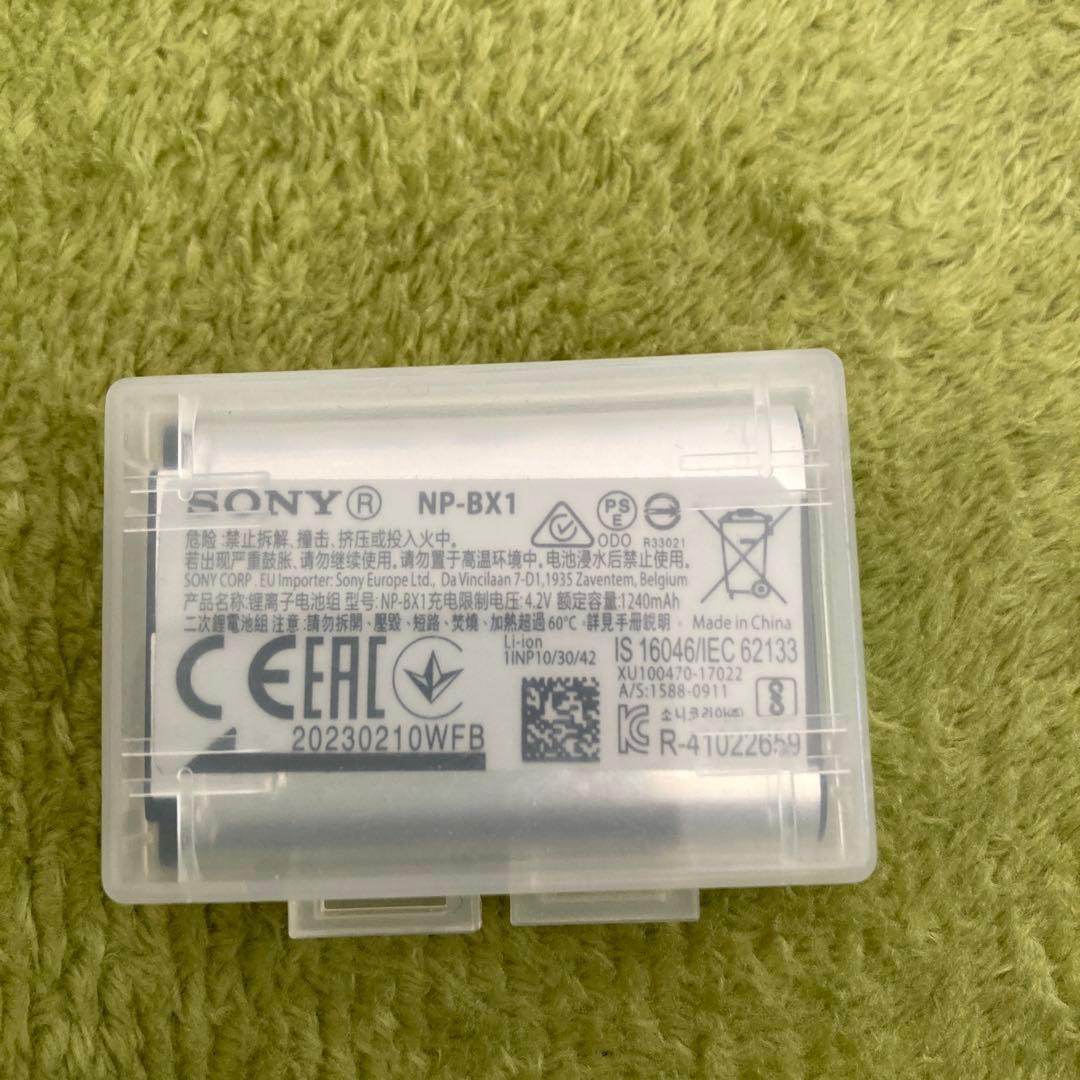 SONY® NP-BX1
PS E
ODO R33021
危险:禁止拆解、撞击、挤压或投入火中。
若出现严重鼓胀、请勿继续使用。请勿置于高温环境中。电池浸水后禁止使用。
SONY CORP. EU Importer: Sony Europe Ltd., Da Vincilaan 7-D1,1935 Zaventem, Belgium
产品名称:锂离子电池组 型号: NP-BX1充电限制电压: 4.2V 额定容量:1240mAh
二次鋰電池組 注意:請勿拆開、壓毀、短路、焚燒、加熱超過60°C。詳見手冊說明。 Made in China
CE EAC
Li-ion
1INP10/30/42
IS 16046/IEC 62133
XU100470-17022
A/S:1588-0911
소니코리아㈜
R-41022659
20230210WFB